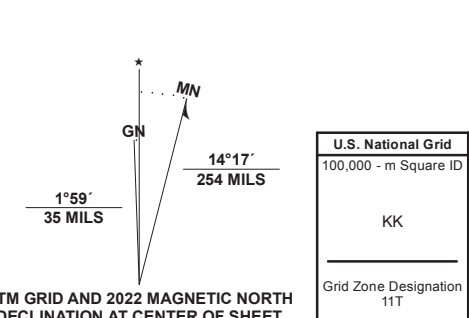 MN
GN
14°17´
254 MILS
1°59´
35 MILS
TM GRID AND 2022 MAGNETIC NORTH
DECLINATION AT CENTER OF SHEET
U.S. National Grid
100,000 - m Square ID
KK
Grid Zone Designation
11T